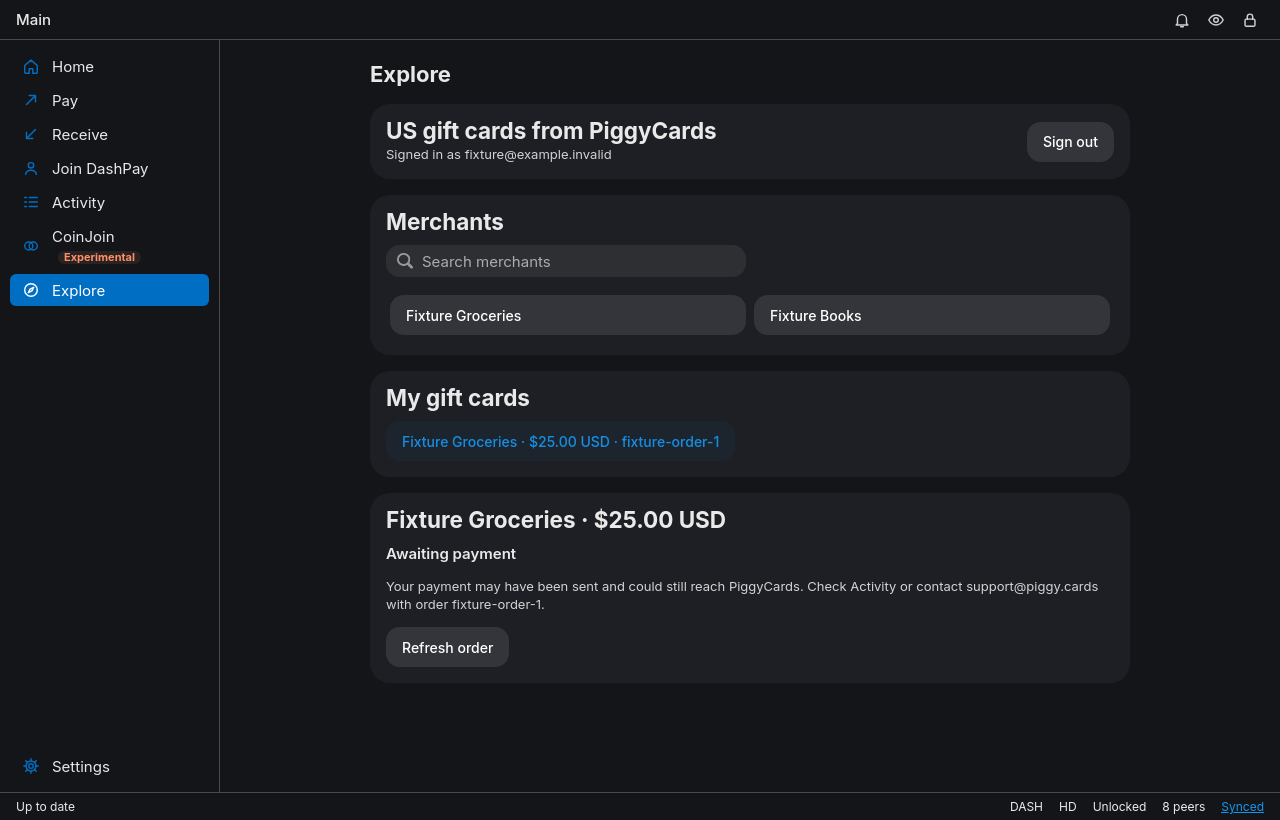 Main
Home
Pay
Receive
Join DashPay
Activity
CoinJoin
Experimental
Explore
Settings
Explore
US gift cards from PiggyCards
Signed in as fixture@example.invalid
Sign out
Merchants
Search merchants
Fixture Groceries
Fixture Books
My gift cards
Fixture Groceries · $25.00 USD · fixture-order-1
Fixture Groceries · $25.00 USD
Awaiting payment
Your payment may have been sent and could still reach PiggyCards. Check Activity or contact support@piggy.cards
with order fixture-order-1.
Refresh order
Up to date
DASH HD Unlocked 8 peers Synced